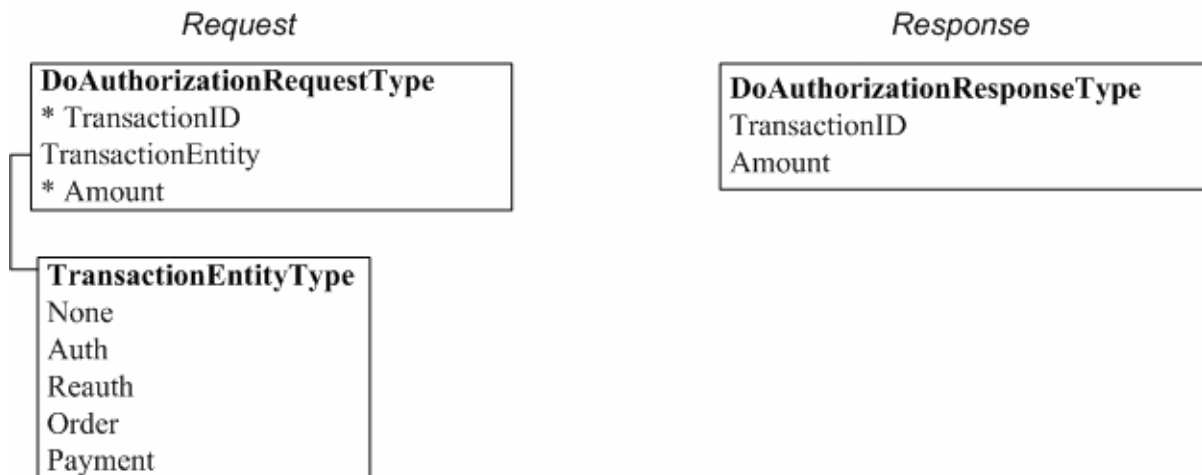 Request
DoAuthorizationRequestType
* TransactionID
TransactionEntity
* Amount
TransactionEntityType
None
Auth
Reauth
Order
Payment
Response
DoAuthorizationResponseType
TransactionID
Amount